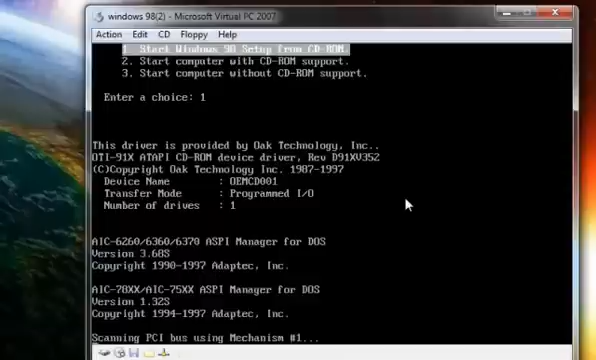 windows 98(2) - Microsoft Virtual PC 2007
Action Edit CD Floppy Help
1. Start Windows 98 Setup from CD-ROM.
2. Start computer with CD-ROM support.
3. Start computer without CD-ROM support.
Enter a choice: 1
This driver is provided by Oak Technology, Inc..
OTI-91X ATAPI CD-ROM device driver, Rev D91XV352
(C)Copyright Oak Technology Inc. 1987-1997
Device Name : OEMCD001
Transfer Mode : Programmed I/O
Number of drives : 1
AIC-6260/6360/6370 ASPI Manager for DOS
Version 3.68S
Copyright 1990-1997 Adaptec, Inc.
AIC-78XX/AIC-75XX ASPI Manager for DOS
Version 1.32S
Copyright 1994-1997 Adaptec, Inc.
Scanning PCI bus using Mechanism #1...